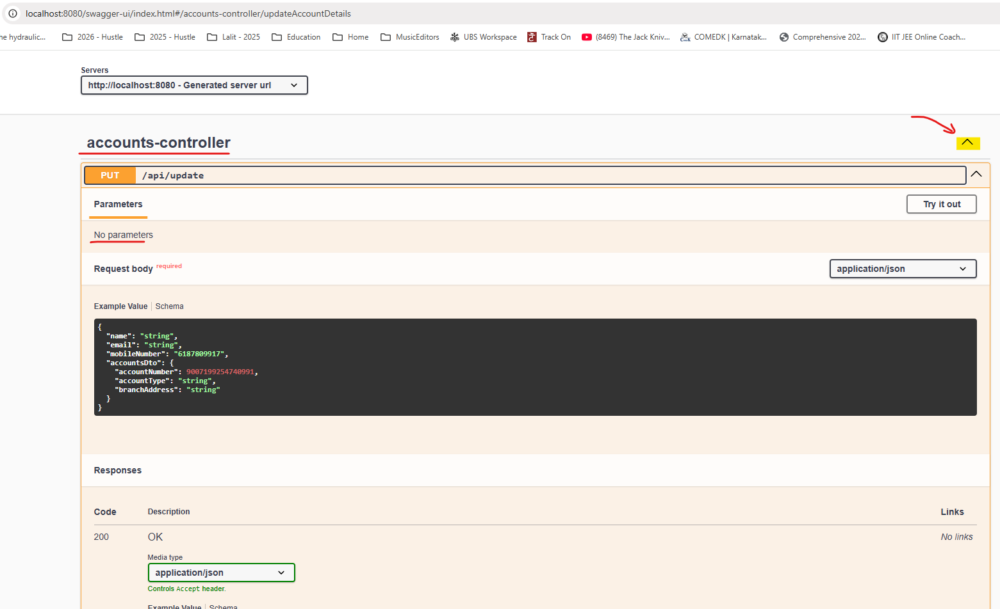 localhost:8080/swagger-ui/index.html#/accounts-controller/updateAccountDetails
ne hydraulic... 2026 - Hustle 2025 - Hustle Lalit - 2025 Education Home MusicEditors UBS Workspace Track On (8469) The Jack Kniv... COMEDK | Karnatak... Comprehensive 202... IIT JEE Online Coach...
Servers
http://localhost:8080 - Generated server url
accounts-controller
PUT /api/update
Parameters Try it out
No parameters
Request body required application/json
Example Value Schema
{
"name": "string",
"email": "string",
"mobileNumber": "6187809917",
"accountsDto": {
"accountNumber": 9007199254740991,
"accountType": "string",
"branchAddress": "string"
}
}
Responses
Code Description Links
200 OK No links
Media type
application/json
Controls Accept header.
Example Value Schema